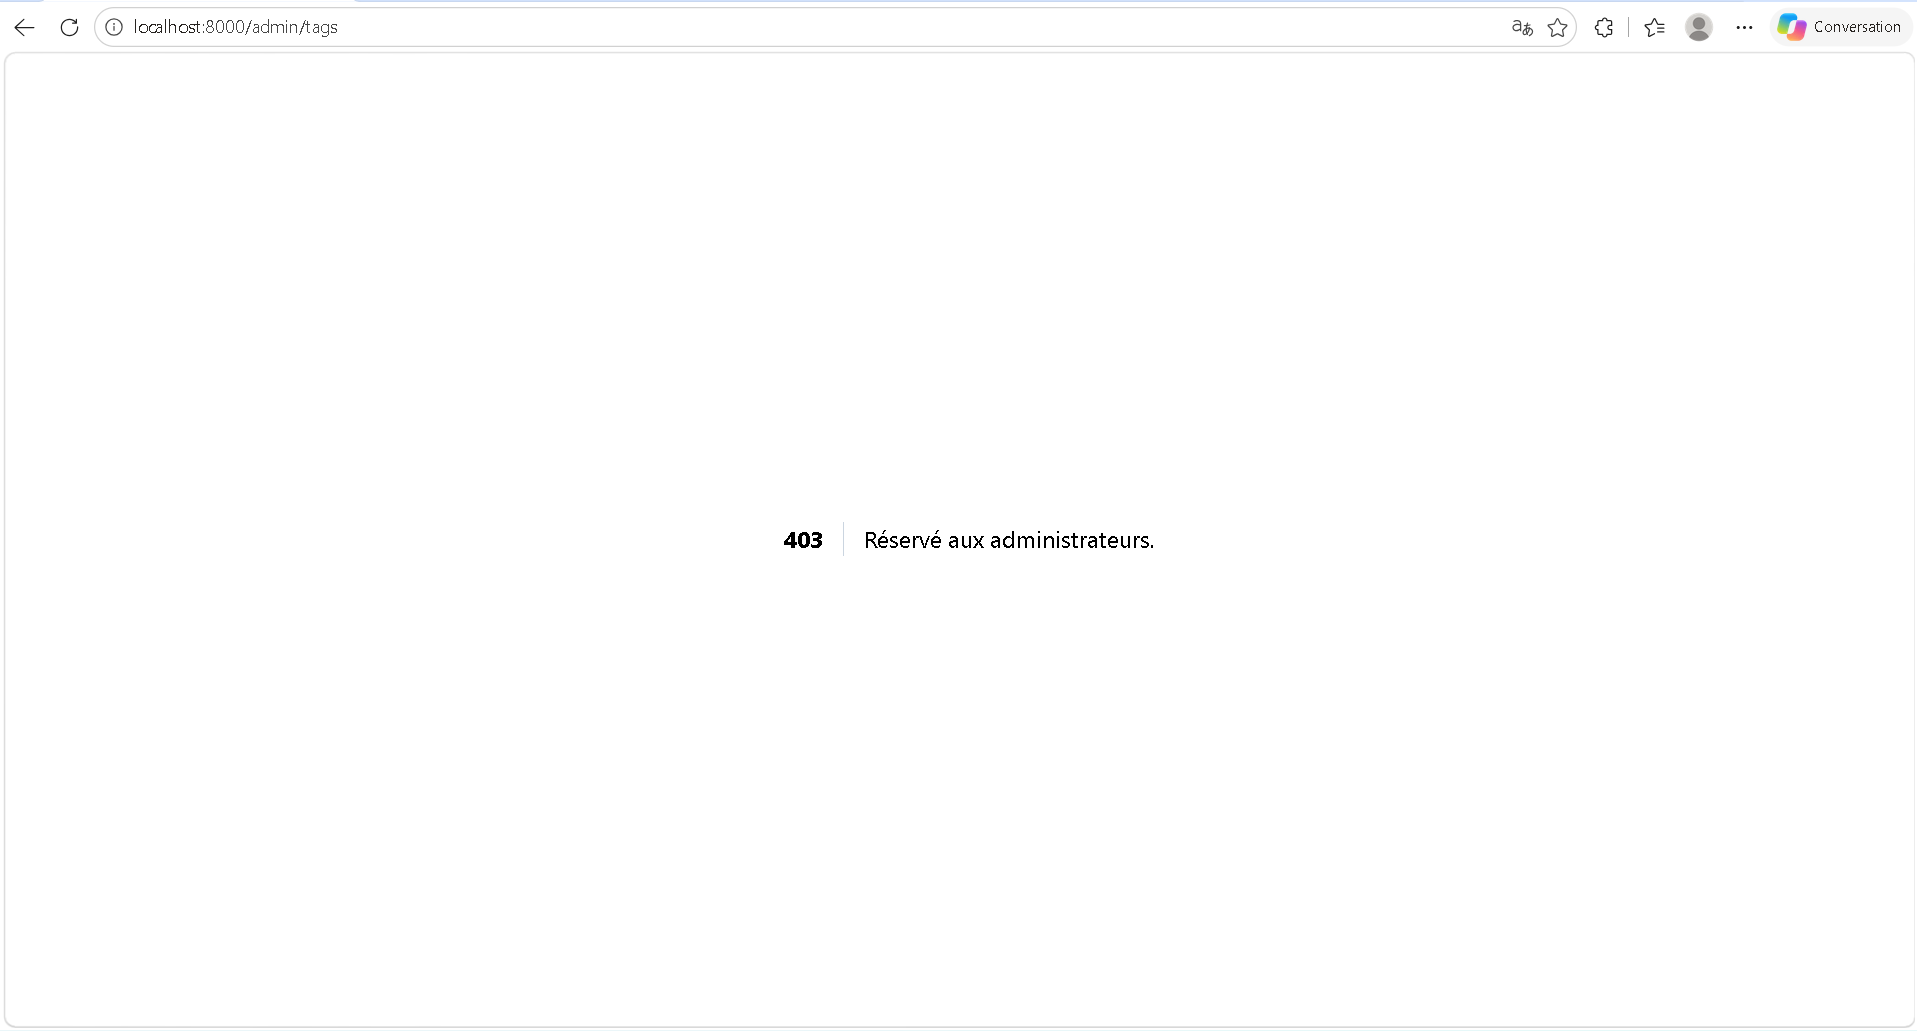 localhost:8000/admin/tags
Conversation
403
Réservé aux administrateurs.